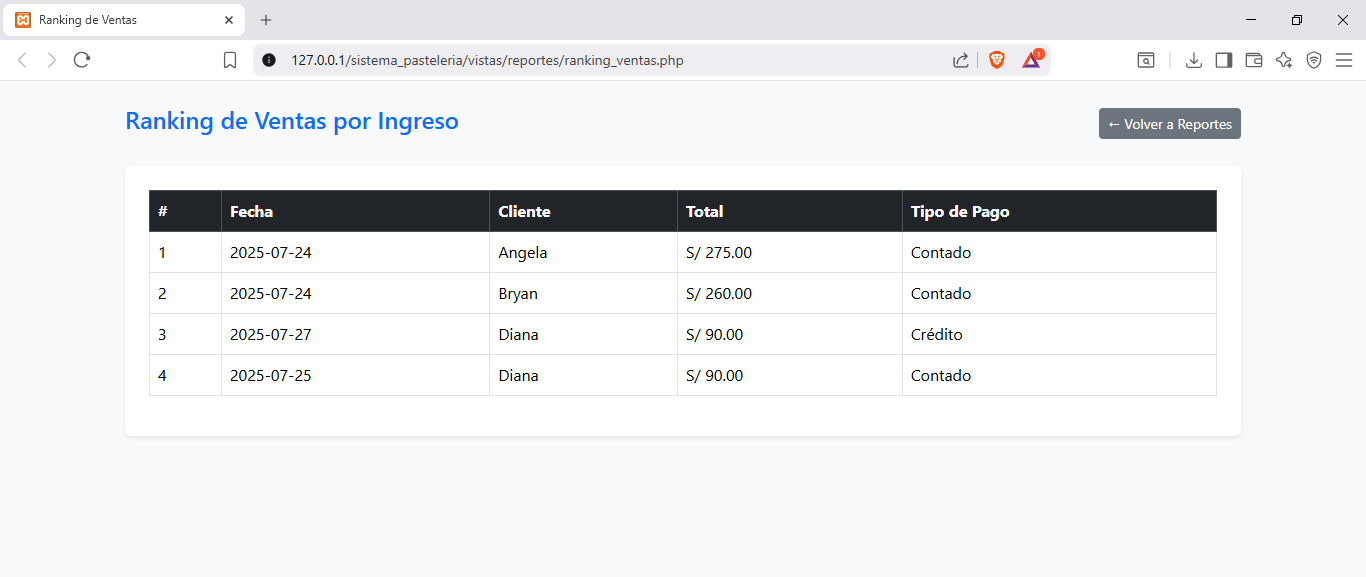 Ranking de Ventas
127.0.0.1/sistema_pasteleria/vistas/reportes/ranking_ventas.php
1
Ranking de Ventas por Ingreso
← Volver a Reportes
# Fecha Cliente Total Tipo de Pago
1 2025-07-24 Angela S/ 275.00 Contado
2 2025-07-24 Bryan S/ 260.00 Contado
3 2025-07-27 Diana S/ 90.00 Crédito
4 2025-07-25 Diana S/ 90.00 Contado